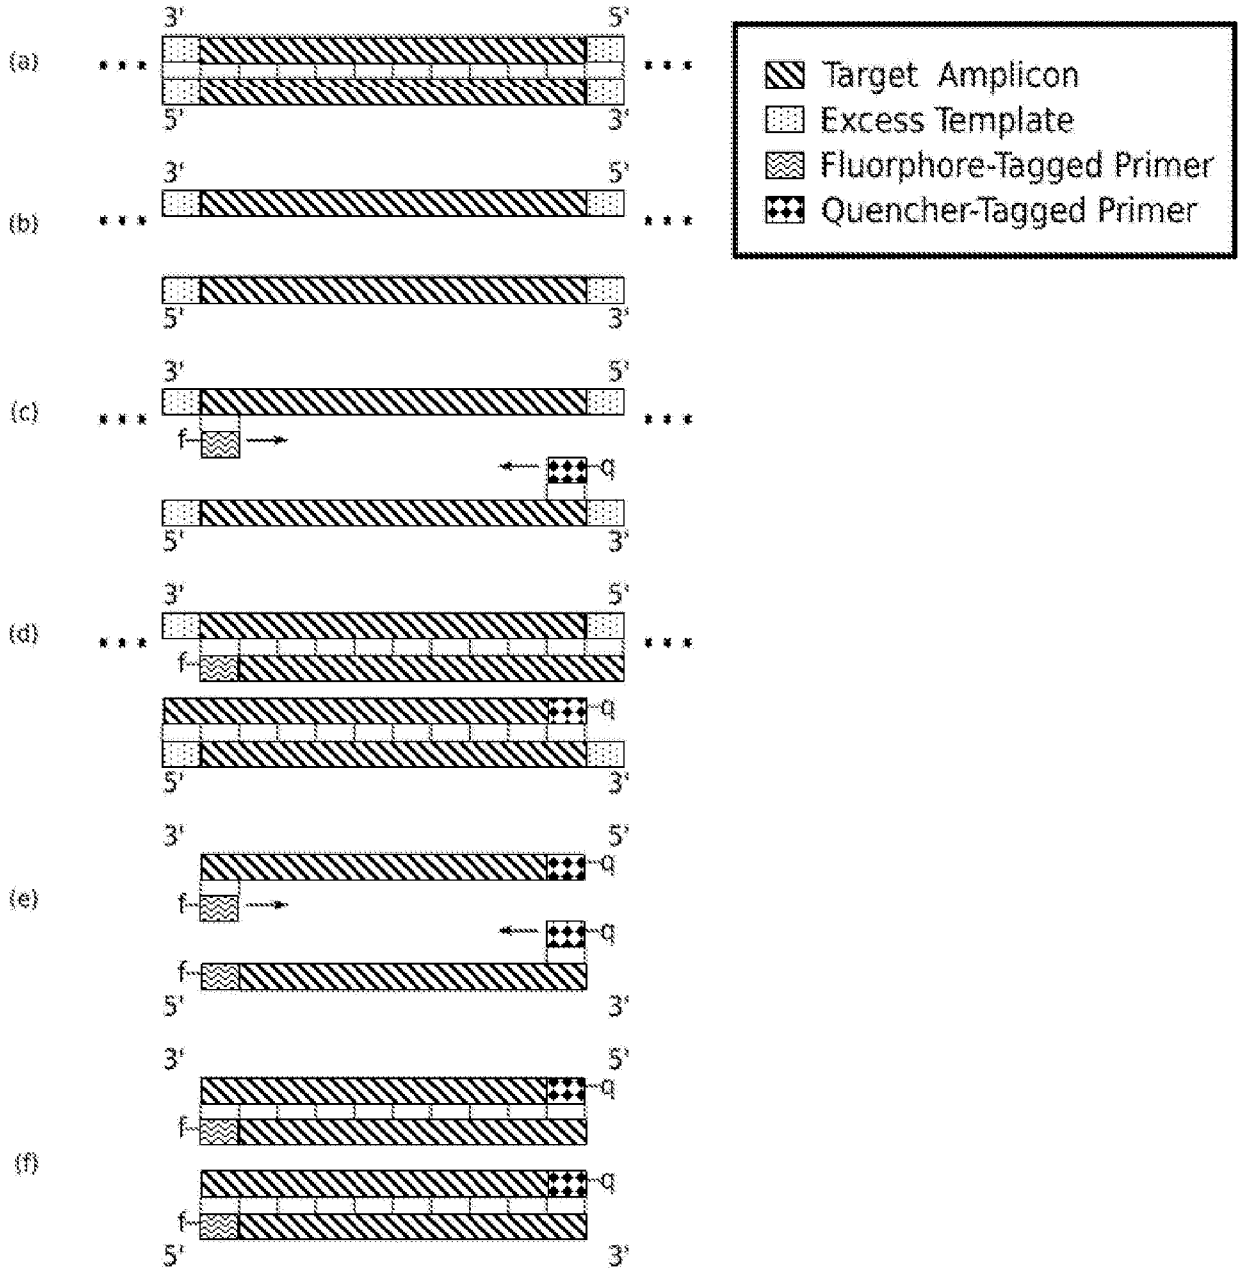 3' 5'
(a) ••• •••
5' 3'
Target Amplicon
Excess Template
Fluorphore-Tagged Primer
Quencher-Tagged Primer
3' 5'
(b) ••• •••
5' 3'
3' 5'
(c) ••• •••
f
q
5' 3'
3' 5'
(d) ••• •••
f
q
5' 3'
3' 5'
q
(e)
f
q
f
5' 3'
3' 5'
q
f
(f)
q
f
5' 3'